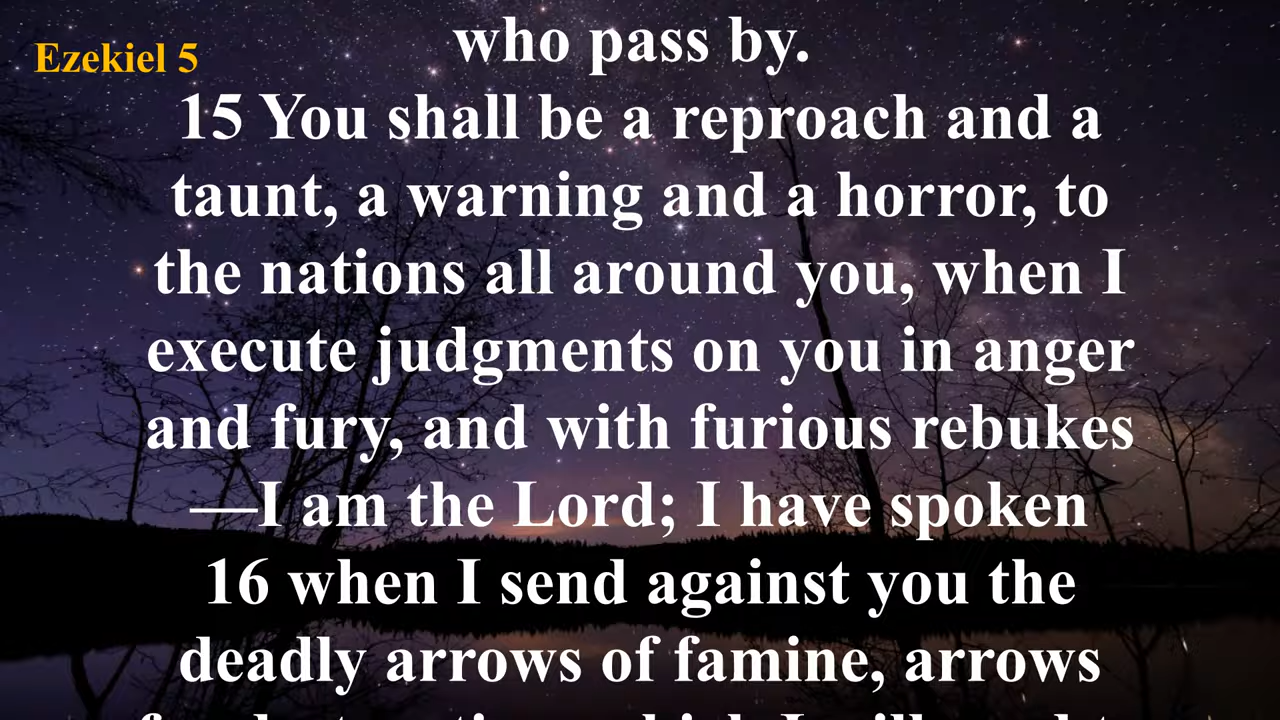 Ezekiel 5
who pass by.
15 You shall be a reproach and a
taunt, a warning and a horror, to
the nations all around you, when I
execute judgments on you in anger
and fury, and with furious rebukes
—I am the Lord; I have spoken
16 when I send against you the
deadly arrows of famine, arrows